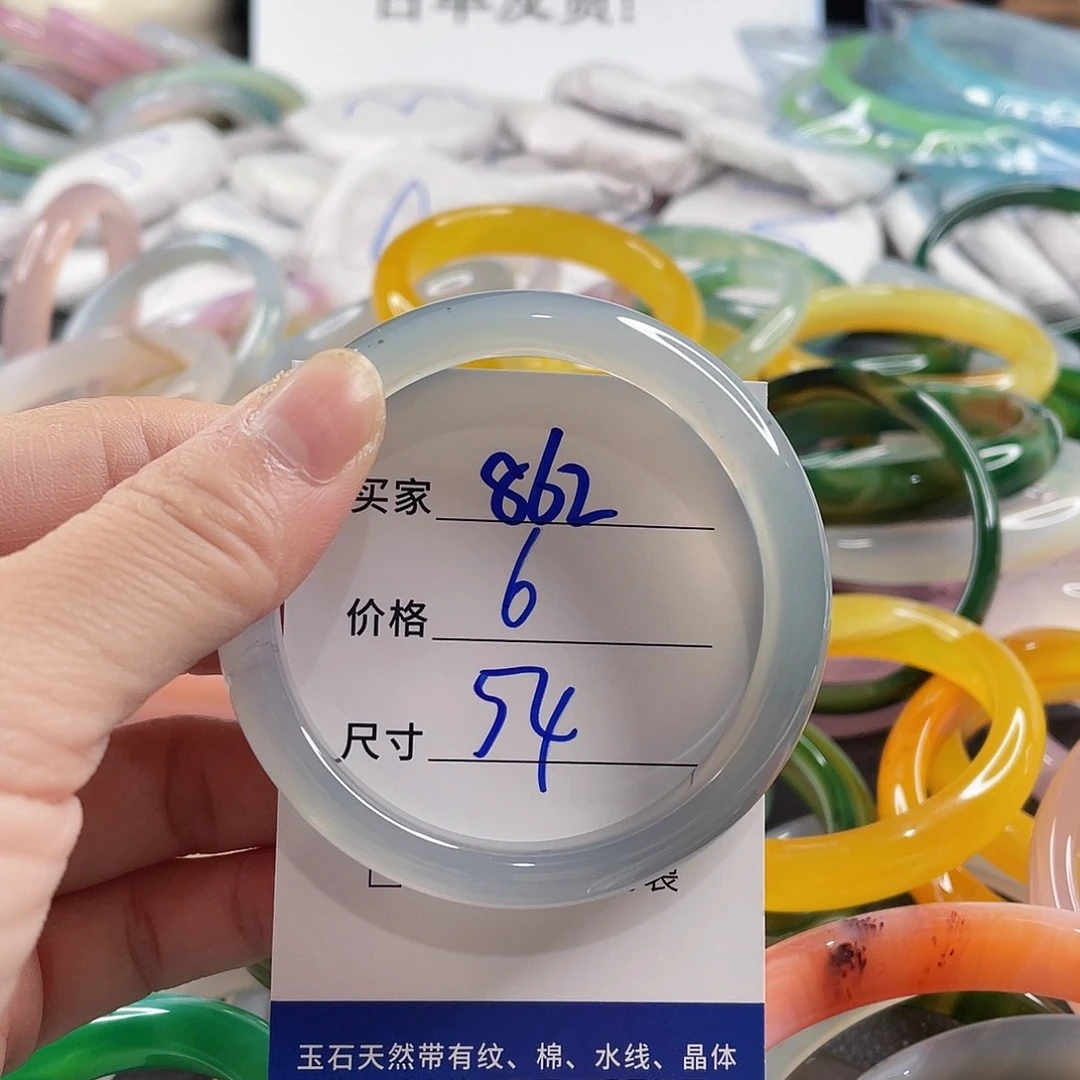 买家 862
价格 6
尺寸 54
玉石天然带有纹、棉、水线、晶体